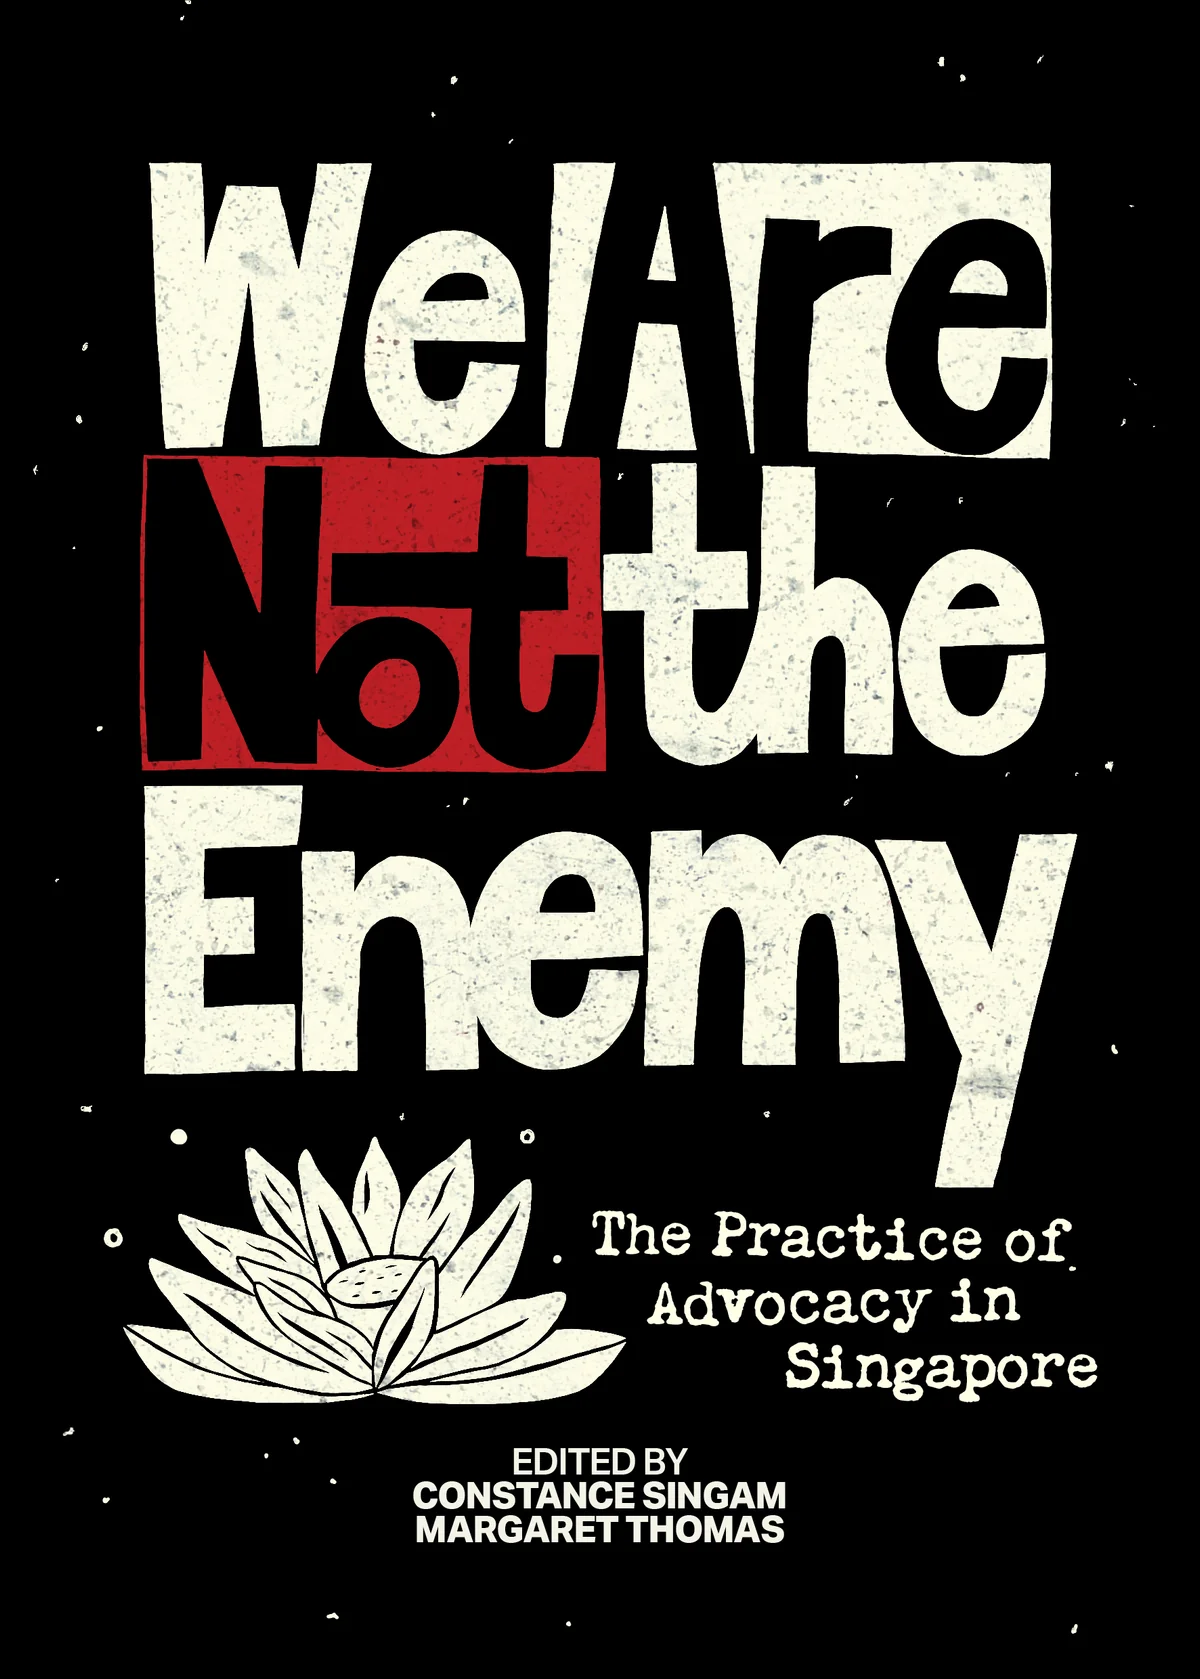 We Are
Not the
Enemy
The Practice of
Advocacy in
Singapore
EDITED BY
CONSTANCE SINGAM
MARGARET THOMAS